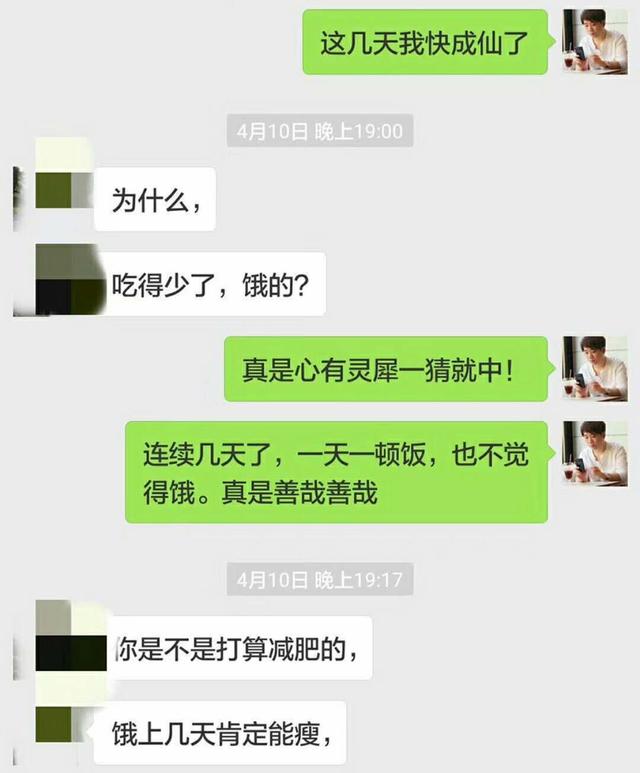 这几天我快成仙了
4月10日 晚上19:00
为什么，
吃得少了，饿的?
真是心有灵犀一猜就中！
连续几天了，一天一顿饭，也不觉
得饿。真是善哉善哉
4月10日 晚上19:17
你是不是打算减肥的，
饿上几天肯定能瘦，